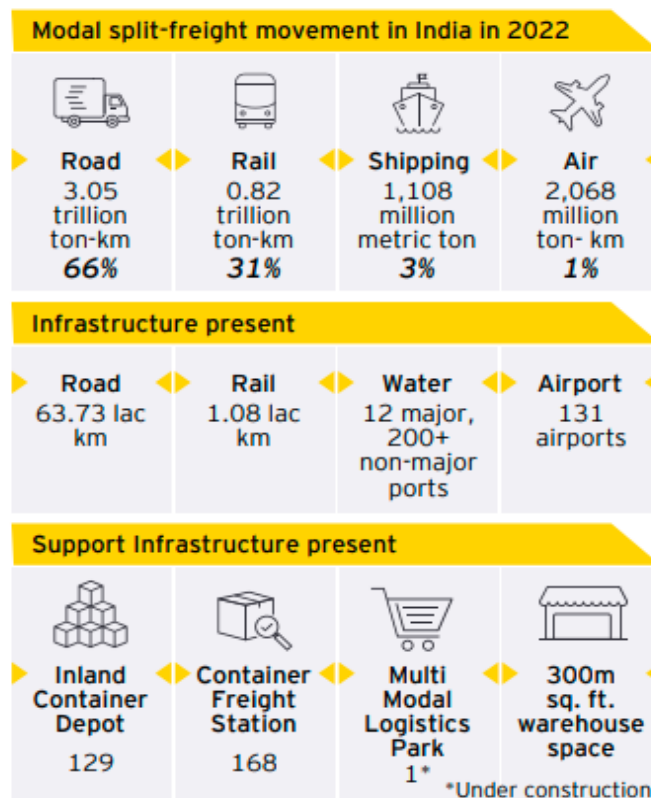 Modal split-freight movement in India in 2022
Road
3.05
trillion
ton-km
66%
Rail
0.82
trillion
ton-km
31%
Shipping
1,108
million
metric ton
3%
Air
2,068
million
ton- km
1%
Infrastructure present
Road
63.73 lac
km
Rail
1.08 lac
km
Water
12 major,
200+
non-major
ports
Airport
131
airports
Support Infrastructure present
Inland
Container
Depot
129
Container
Freight
Station
168
Multi
Modal
Logistics
Park
1*
300m
sq. ft.
warehouse
space
*Under construction